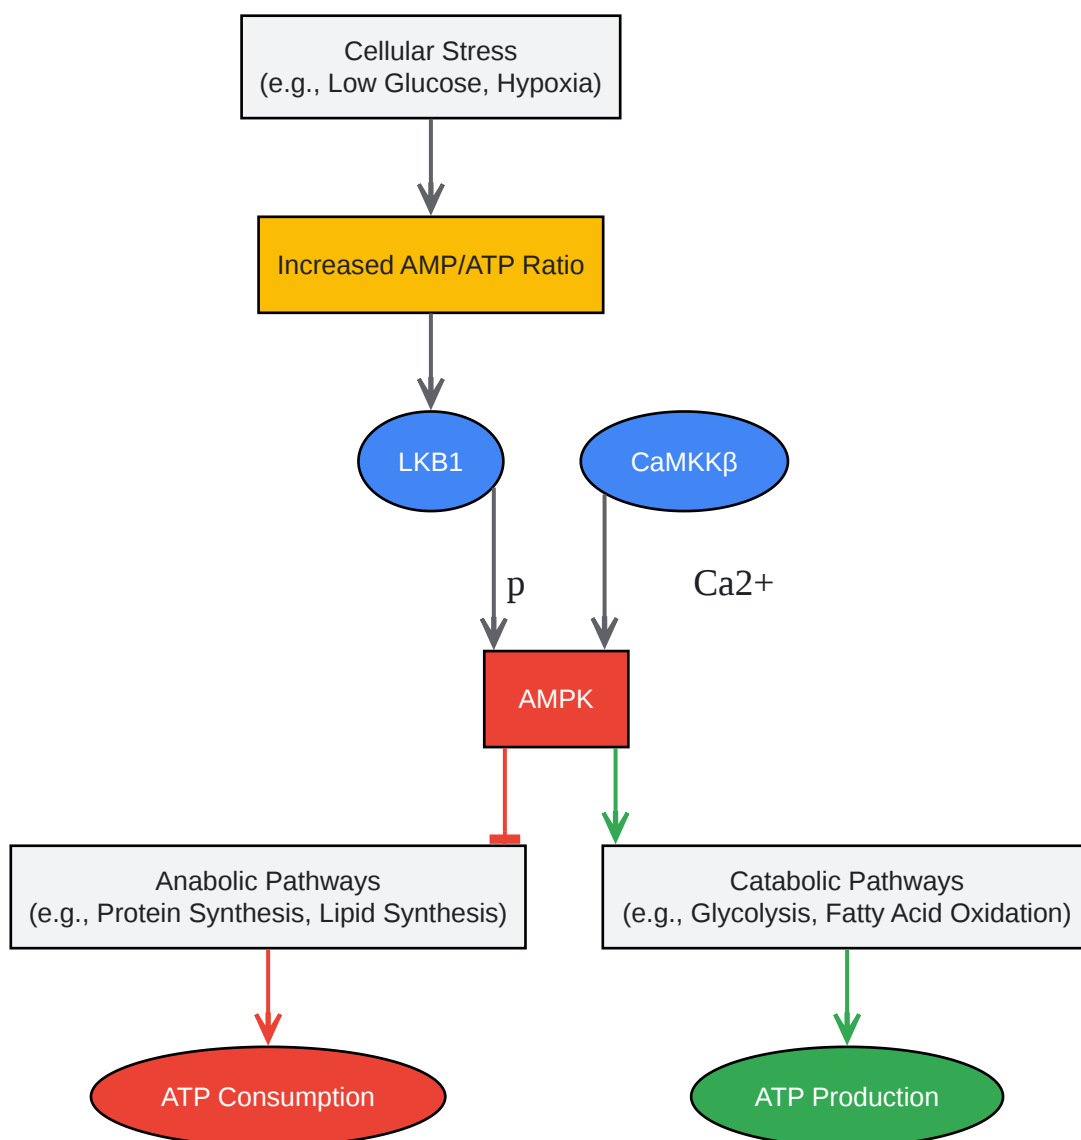 Cellular Stress
(e.g., Low Glucose, Hypoxia)
Increased AMP/ATP Ratio
LKB1
CaMKKβ
p
Ca2+
AMPK
Anabolic Pathways
(e.g., Protein Synthesis, Lipid Synthesis)
Catabolic Pathways
(e.g., Glycolysis, Fatty Acid Oxidation)
ATP Consumption
ATP Production